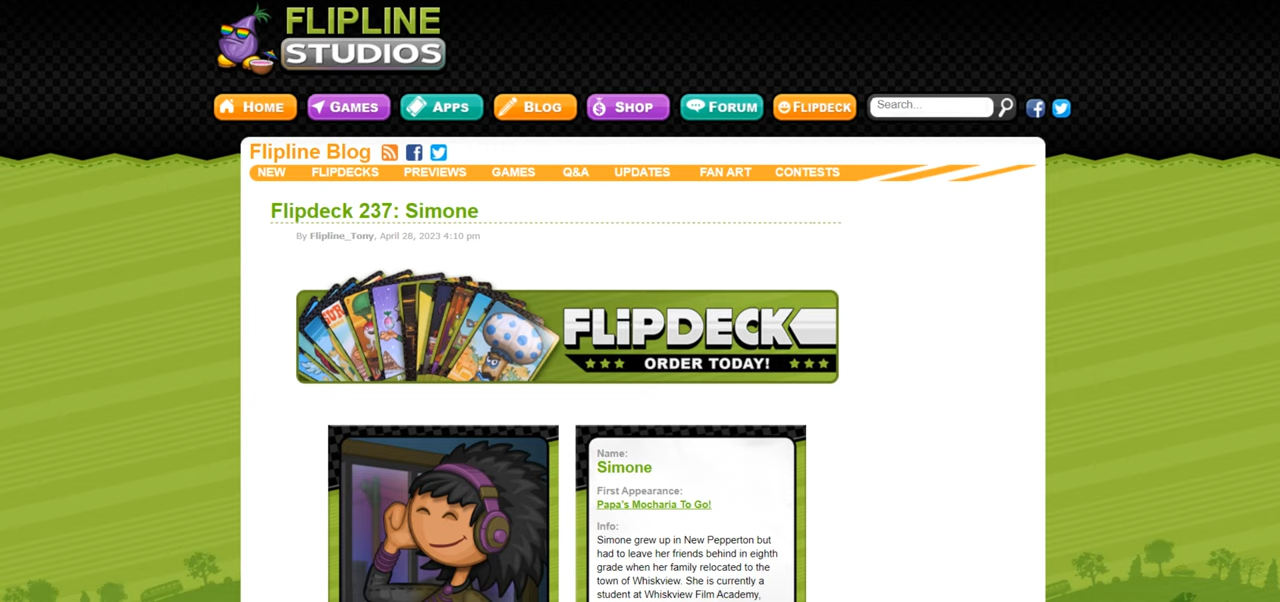 FLIPLINE
STUDIOS
HOME GAMES APPS BLOG SHOP FORUM FLIPDECK Search...
Flipline Blog
NEW FLIPDECKS PREVIEWS GAMES Q&A UPDATES FAN ART CONTESTS
Flipdeck 237: Simone
By Flipline_Tony, April 28, 2023 4:10 pm
FLiPDECK
ORDER TODAY!
Name:
Simone
First Appearance:
Papa's Mocharia To Go!
Info:
Simone grew up in New Pepperton but
had to leave her friends behind in eighth
grade when her family relocated to the
town of Whiskview. She is currently a
student at Whiskview Film Academy,